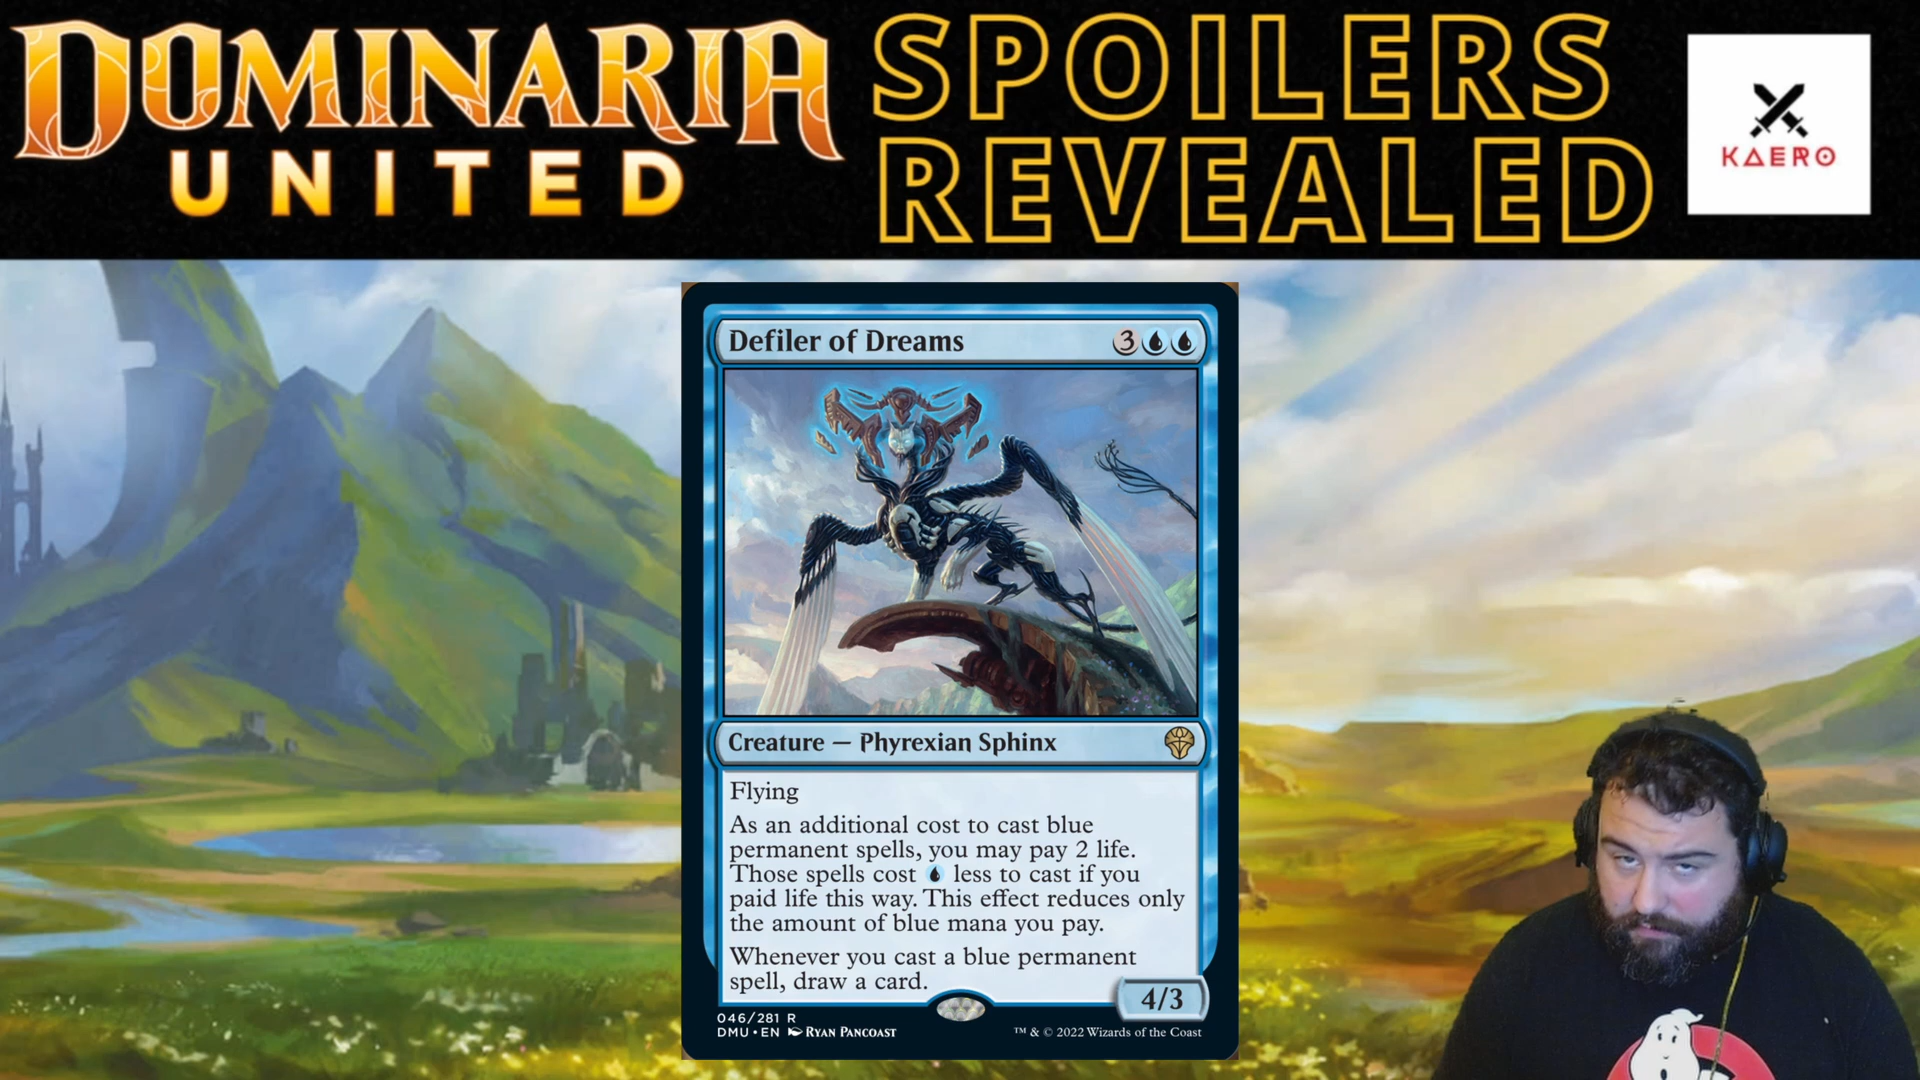 DOMINARIA
UNITED
SPOILERS
REVEALED
KAERO
Defiler of Dreams 3
Creature — Phyrexian Sphinx
Flying
As an additional cost to cast blue
permanent spells, you may pay 2 life.
Those spells cost less to cast if you
paid life this way. This effect reduces only
the amount of blue mana you pay.
Whenever you cast a blue permanent
spell, draw a card.
4/3
046/281 R
DMU • EN RYAN PANCOAST
™ & © 2022 Wizards of the Coast